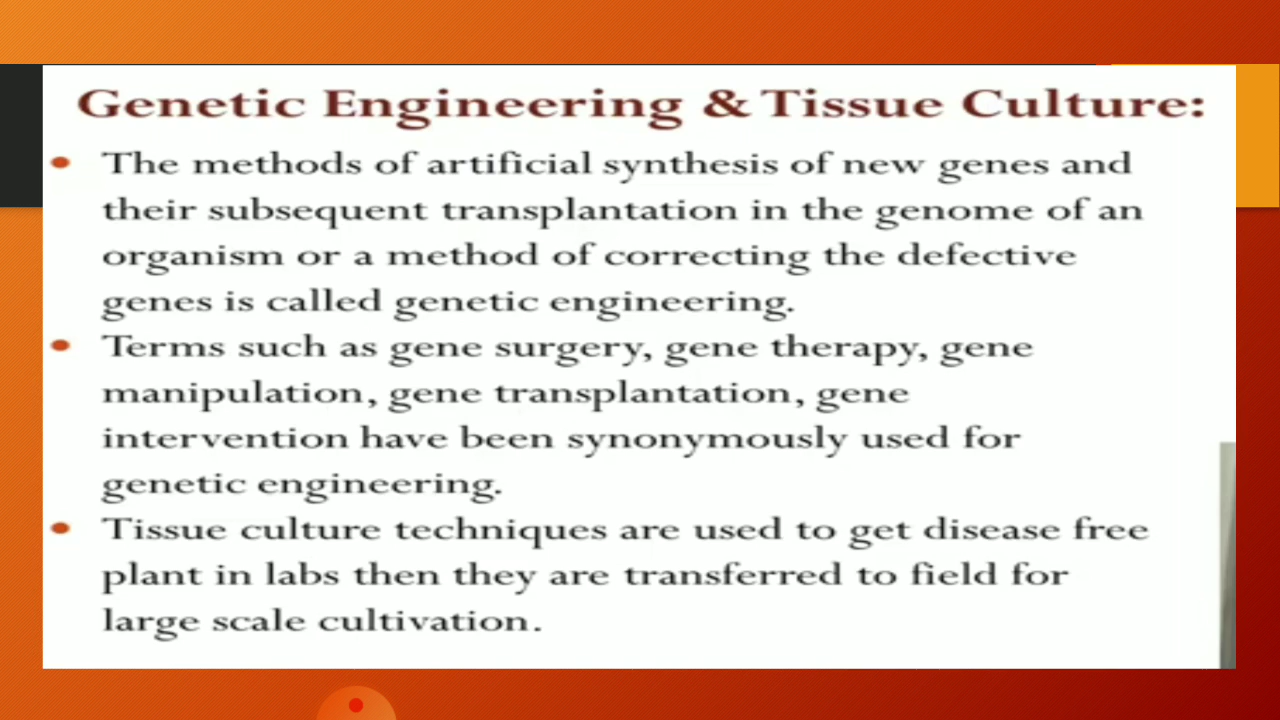 Genetic Engineering & Tissue Culture:
• The methods of artificial synthesis of new genes and
their subsequent transplantation in the genome of an
organism or a method of correcting the defective
genes is called genetic engineering.
• Terms such as gene surgery, gene therapy, gene
manipulation, gene transplantation, gene
intervention have been synonymously used for
genetic engineering.
• Tissue culture techniques are used to get disease free
plant in labs then they are transferred to field for
large scale cultivation.